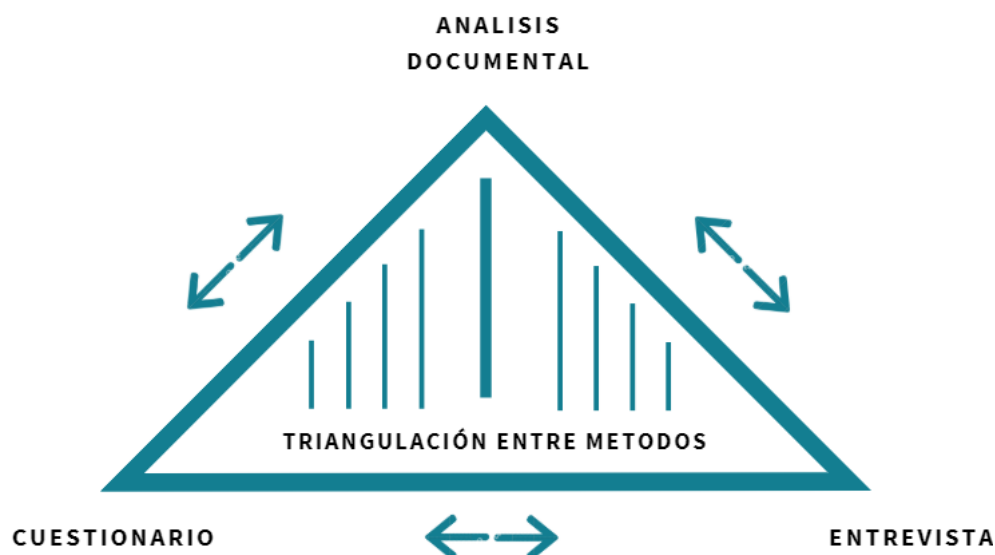 ANALISIS
DOCUMENTAL
TRIANGULACIÓN ENTRE METODOS
CUESTIONARIO
ENTREVISTA